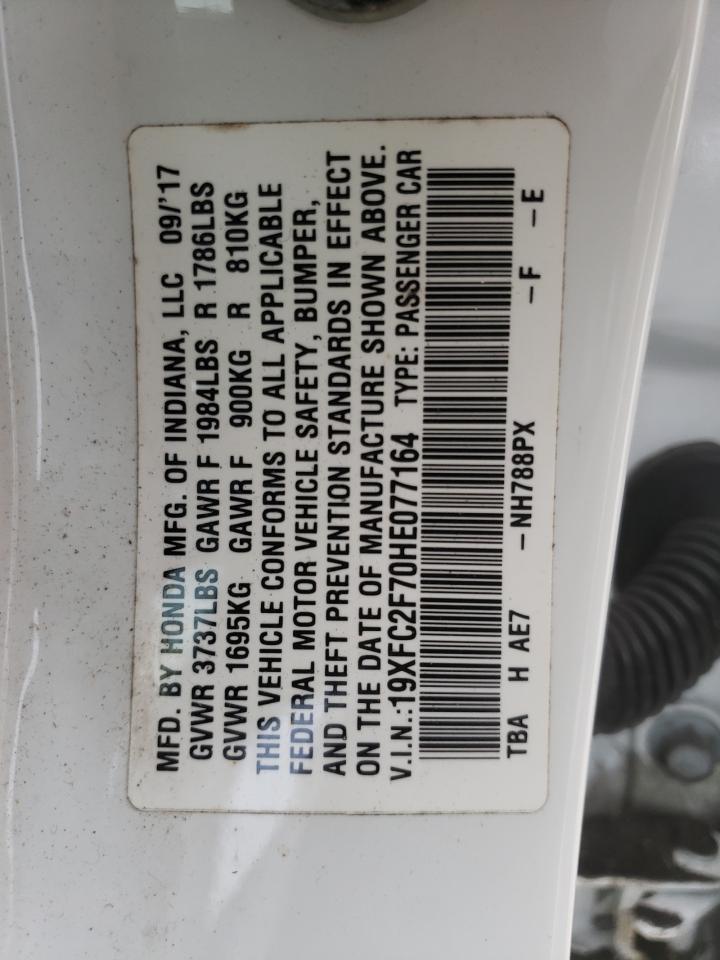 MFD. BY HONDA MFG. OF INDIANA, LLC 09/'17
GVWR 3737LBS GAWR F 1984LBS R 1786LBS
GVWR 1695KG GAWR F 900KG R 810KG
THIS VEHICLE CONFORMS TO ALL APPLICABLE
FEDERAL MOTOR VEHICLE SAFETY, BUMPER,
AND THEFT PREVENTION STANDARDS IN EFFECT
ON THE DATE OF MANUFACTURE SHOWN ABOVE.
V.I.N.:19XFC2F70HE077164 TYPE: PASSENGER CAR
TBA H AE7 -NH788PX -F -E